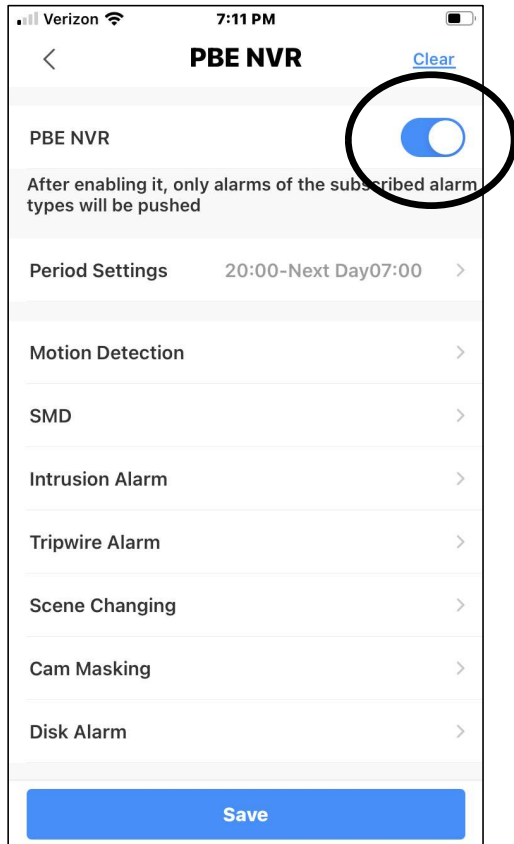 Verizon 7:11 PM
PBE NVR Clear
PBE NVR
After enabling it, only alarms of the subscribed alarm
types will be pushed
Period Settings 20:00-Next Day07:00
Motion Detection
SMD
Intrusion Alarm
Tripwire Alarm
Scene Changing
Cam Masking
Disk Alarm
Save